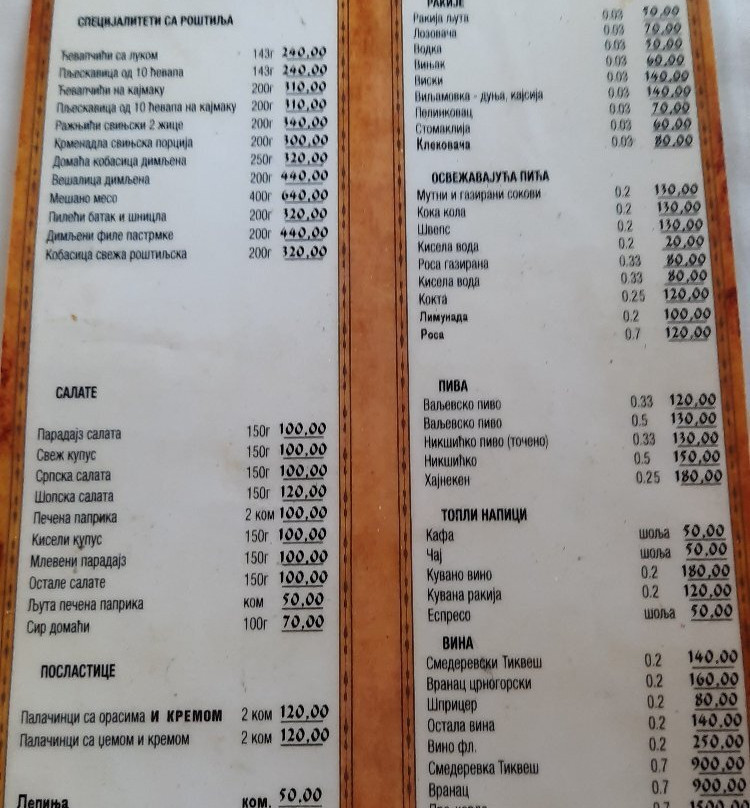 СПЕЦИЈАЛИТЕТИ СА РОШТИЉА
Ћевапчићи са луком 143г 240,00
Пљескавица од 10 ћевапа 143г 240,00
Ћевапчићи на кајмаку 200г 110,00
Пљескавица од 10 ћевапа на кајмаку 200г 110,00
Ражњићи свињски 2 жице 200г 340,00
Крменадла свињска порција 200г 300,00
Домаћа кобасица димљена 250г 320,00
Вешалица димљена 200г 440,00
Мешано месо 400г 640,00
Пилећи батак и шницла 200г 320,00
Димљени филе пастрмке 200г 440,00
Кобасица свежа роштиљска 200г 320,00
САЛАТЕ
Парадајз салата 150г 100,00
Свеж купус 150г 100,00
Српска салата 150г 100,00
Шопска салата 150г 120,00
Печена паприка 2 ком 100,00
Кисели купус 150г 100,00
Млевени парадајз 150г 100,00
Остале салате 150г 100,00
Љута печена паприка ком 50,00
Сир домаћи 100г 70,00
ПОСЛАСТИЦЕ
Палачинци са орасима И КРЕМОМ 2 ком 120,00
Палачинци са џемом и кремом 2 ком 120,00
Лепиња ком. 50,00
РАКИЈЕ
Ракија љута 0.03 50,00
Лозовача 0.03 70,00
Водка 0.03 50,00
Вињак 0.03 60,00
Виски 0.03 140,00
Виљамовка - дуња, кајсија 0.03 140,00
Пелинковац 0.03 70,00
Стомаклија 0.03 60,00
Клековача 0.03 80,00
ОСВЕЖАВАЈУЋА ПИЋА
Мутни и газирани сокови 0.2 130,00
Кока кола 0.2 130,00
Швепс 0.2 130,00
Кисела вода 0.2 20,00
Роса газирана 0.33 80,00
Кисела вода 0.33 80,00
Кокта 0.25 120,00
Лимунада 0.2 100,00
Роса 0.7 120,00
ПИВА
Ваљевско пиво 0.33 120,00
Ваљевско пиво 0.5 130,00
Никшићко пиво (точено) 0.33 130,00
Никшићко 0.5 150,00
Хајнекен 0.25 180,00
ТОПЛИ НАПИЦИ
Кафа шоља 50,00
Чај шоља 50,00
Кувано вино 0.2 180,00
Кувана ракија 0.2 120,00
Еспресо шоља 50,00
ВИНА
Смедеревски Тиквеш 0.2 140,00
Вранац црногорски 0.2 160,00
Шприцер 0.2 80,00
Остала вина 0.2 140,00
Вино фл. 0.2 250,00
Смедеревка Тиквеш 0.7 900,00
Вранац 0.7 900,00